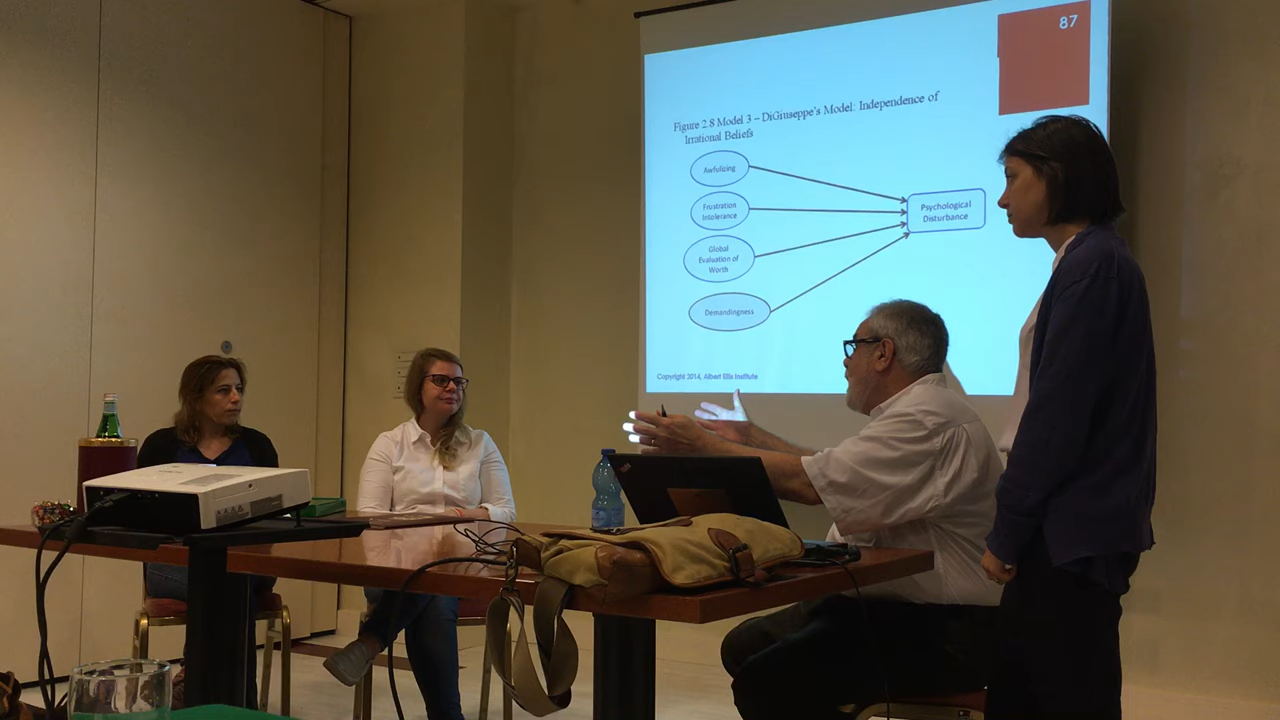 87
Figure 2.8 Model 3 – DiGiuseppe's Model: Independence of
Irrational Beliefs
Awfulizing
Frustration
Intolerance
Global
Evaluation of
Worth
Demandingness
Psychological
Disturbance
Copyright 2014, Albert Ellis Institute